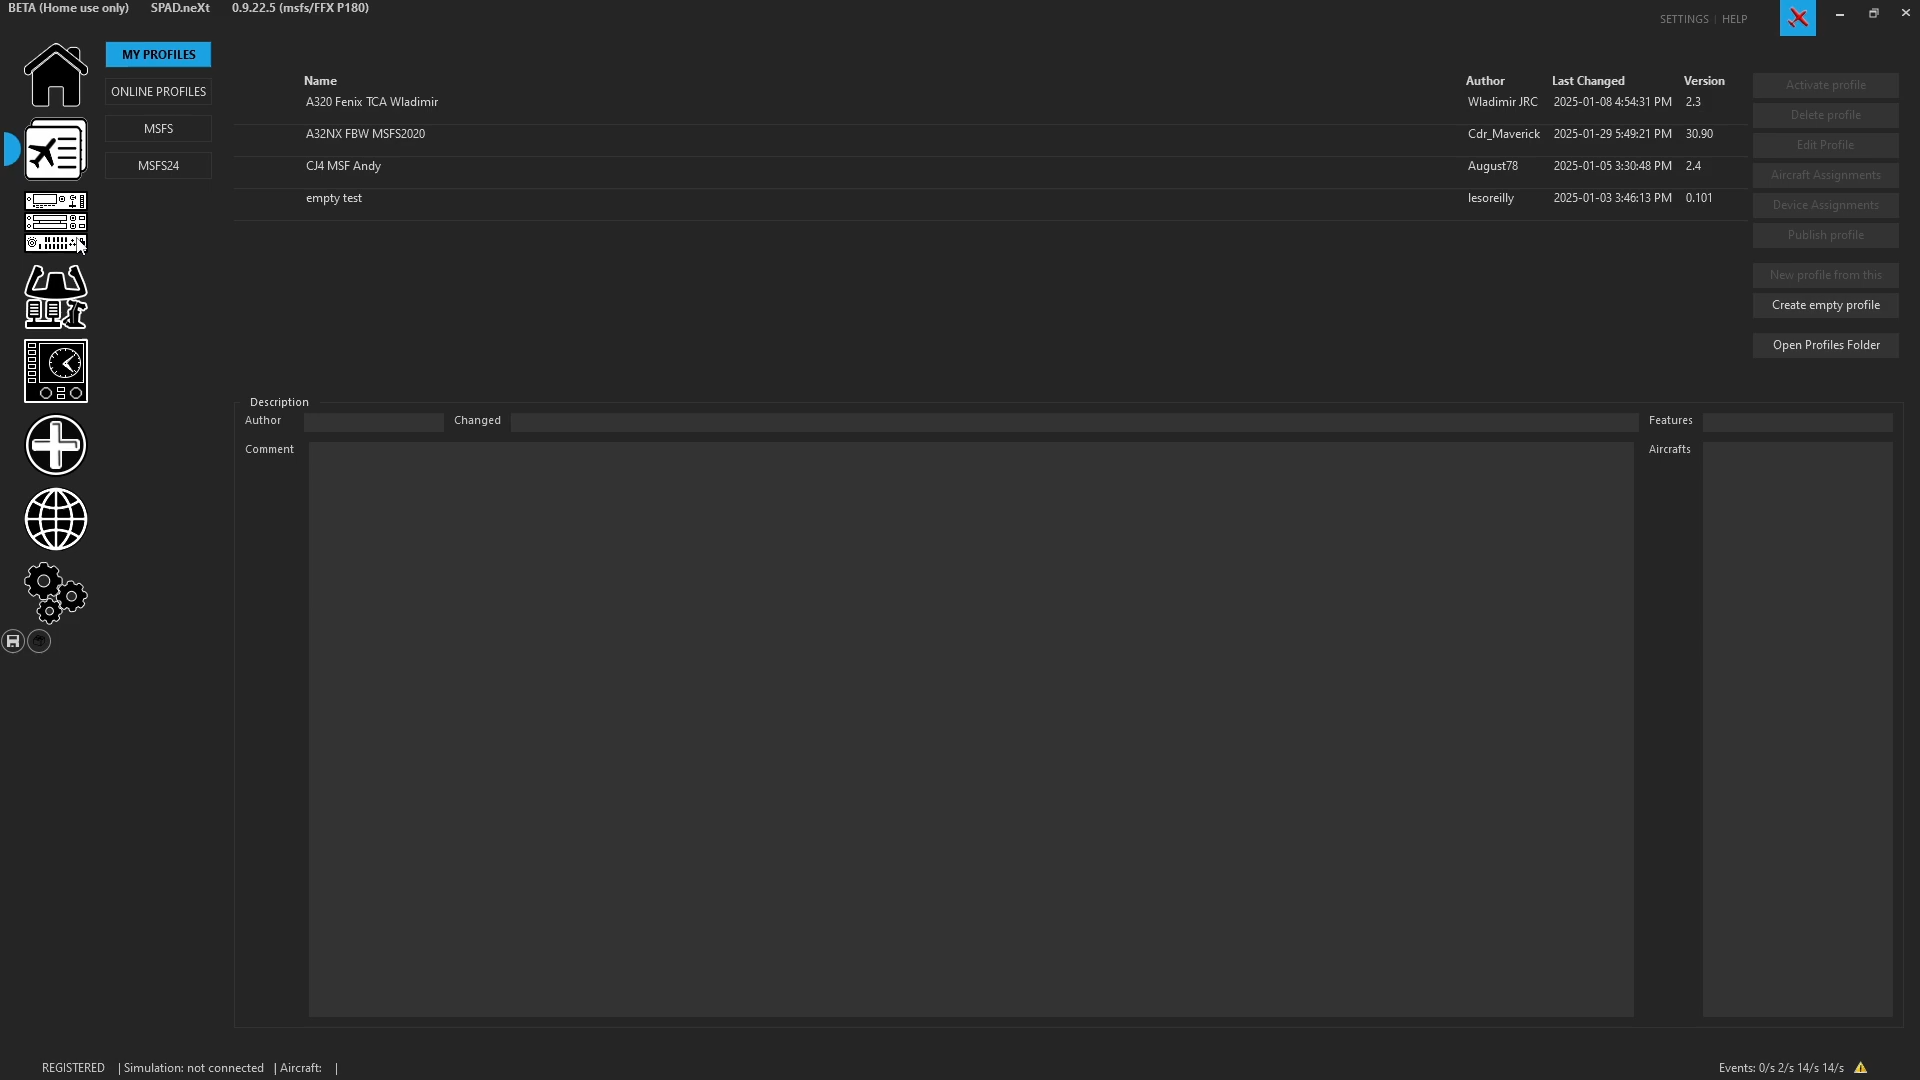 BETA (Home use only) SPAD.neXt 0.9.22.5 (msfs/FFX P180)
SETTINGS | HELP
MY PROFILES
ONLINE PROFILES
MSFS
MSFS24
Name Author Last Changed Version
A320 Fenix TCA Wladimir Wladimir JRC 2025-01-08 4:54:31 PM 2.3
A32NX FBW MSFS2020 Cdr_Maverick 2025-01-29 5:49:21 PM 30.90
CJ4 MSF Andy August78 2025-01-05 3:30:48 PM 2.4
empty test lesoreilly 2025-01-03 3:46:13 PM 0.101
Activate profile
Delete profile
Edit Profile
Aircraft Assignments
Device Assignments
Publish profile
New profile from this
Create empty profile
Open Profiles Folder
Description
Author Changed Features
Comment Aircrafts
REGISTERED | Simulation: not connected | Aircraft: |
Events: 0/s 2/s 14/s 14/s